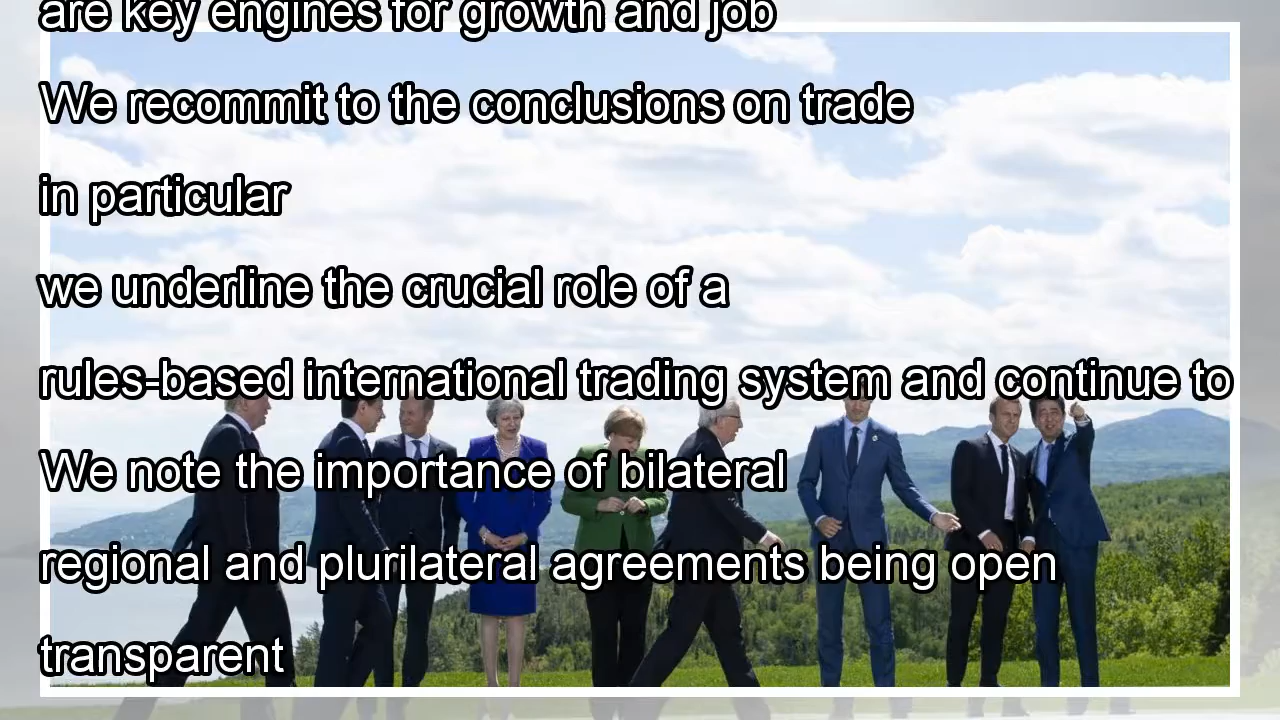 are key engines for growth and job
We recommit to the conclusions on trade
in particular
we underline the crucial role of a
rules-based international trading system and continue to
We note the importance of bilateral
regional and plurilateral agreements being open
transparent